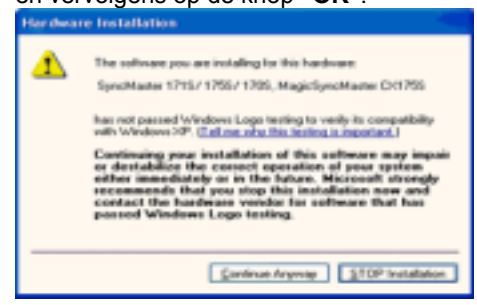 en vervolgens op de knop "OK".
Hardware Installation
The software you are installing for this hardware:
SyncMaster 171S/ 175S/ 170S, MagicSyncMaster CX175S
has not passed Windows Logo testing to verify its compatibility
with Windows XP. (Tell me why this testing is important.)
Continuing your installation of this software may impair
or destabilize the correct operation of your system
either immediately or in the future. Microsoft strongly
recommends that you stop this installation now and
contact the hardware vendor for software that has
passed Windows Logo testing.
Continue Anyway
STOP Installation